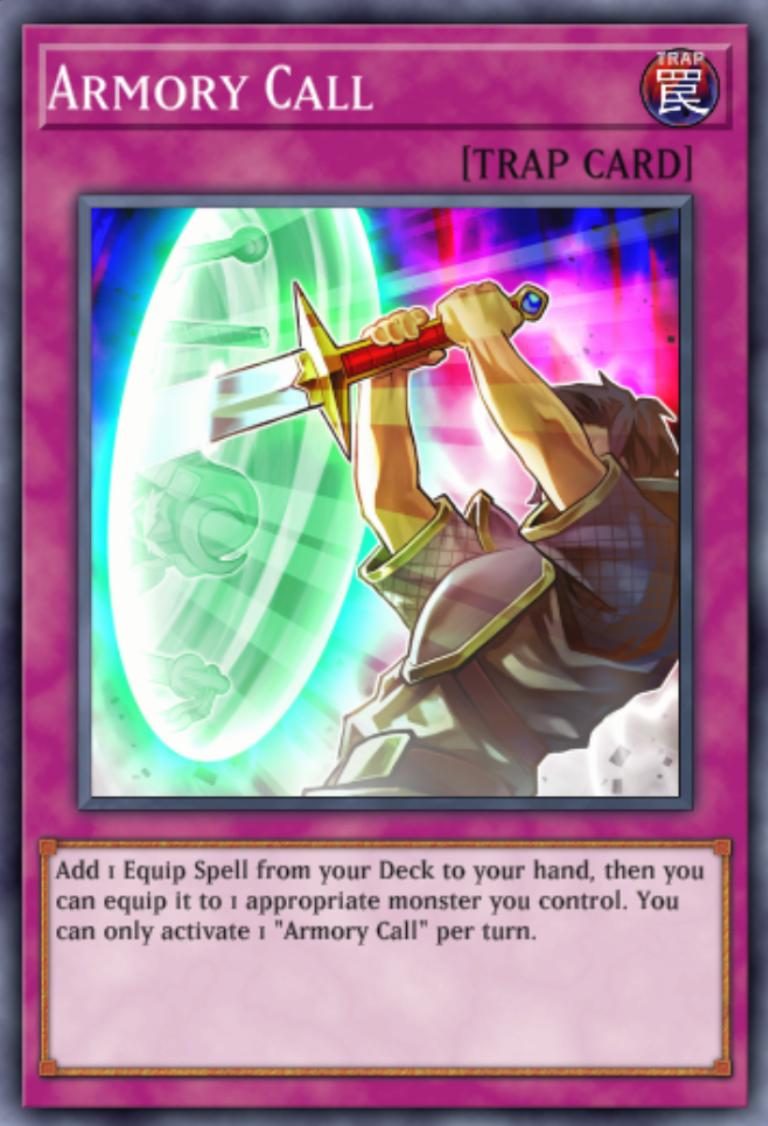 Armory Call
TRAP
罠
[TRAP CARD]
Add 1 Equip Spell from your Deck to your hand, then you
can equip it to 1 appropriate monster you control. You
can only activate 1 "Armory Call" per turn.